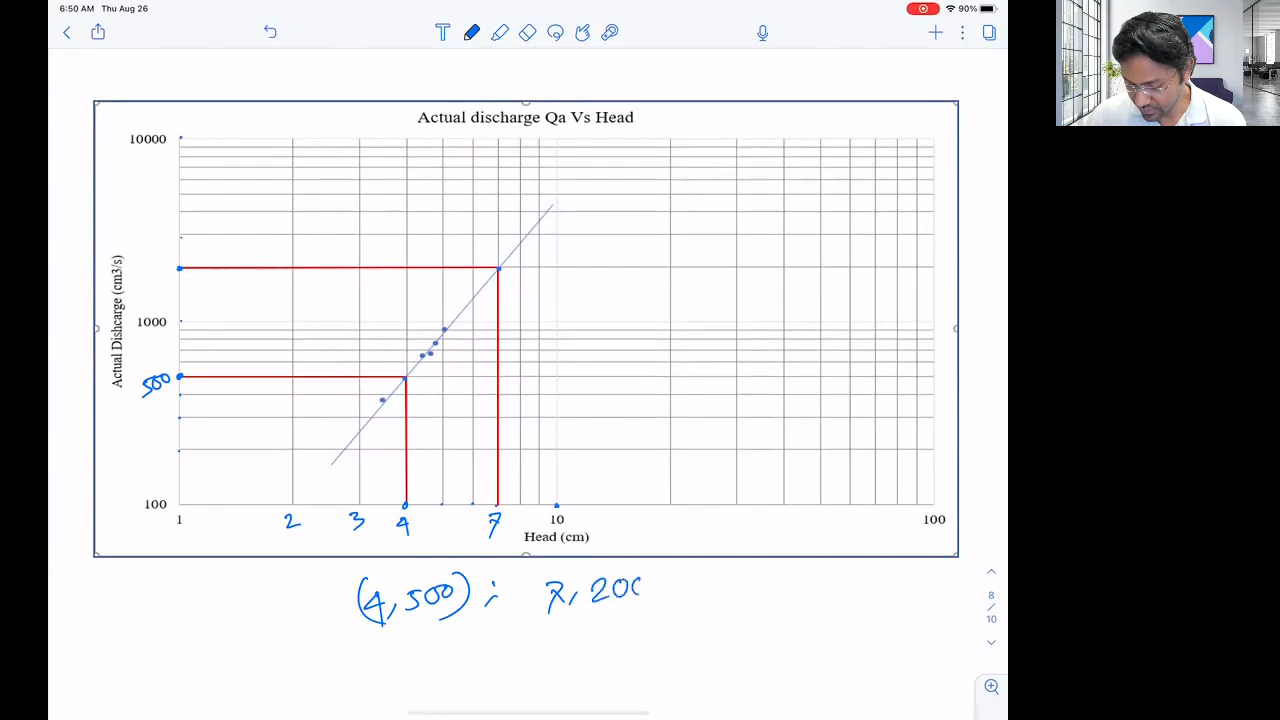 6:50 AM Thu Aug 26
90%
T
Actual discharge Qa Vs Head
10000
1000
500
100
Actual Dishcarge (cm3/s)
1 2 3 4 7 10 100
Head (cm)
(4, 500) ; 7, 200
8
/
10